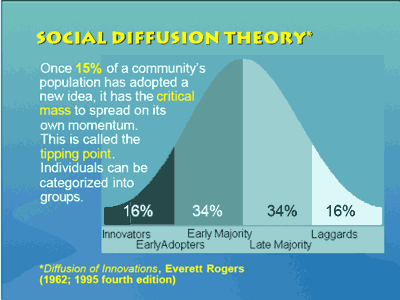 SOCIAL DIFFUSION THEORY*
Once 15% of a community's
population has adopted a
new idea, it has the critical
mass to spread on its
own momentum.
This is called the
tipping point.
Individuals can be
categorized into
groups.
16% 34% 34% 16%
Innovators Early Majority Laggards
EarlyAdopters Late Majority
*Diffusion of Innovations, Everett Rogers
(1962; 1995 fourth edition)